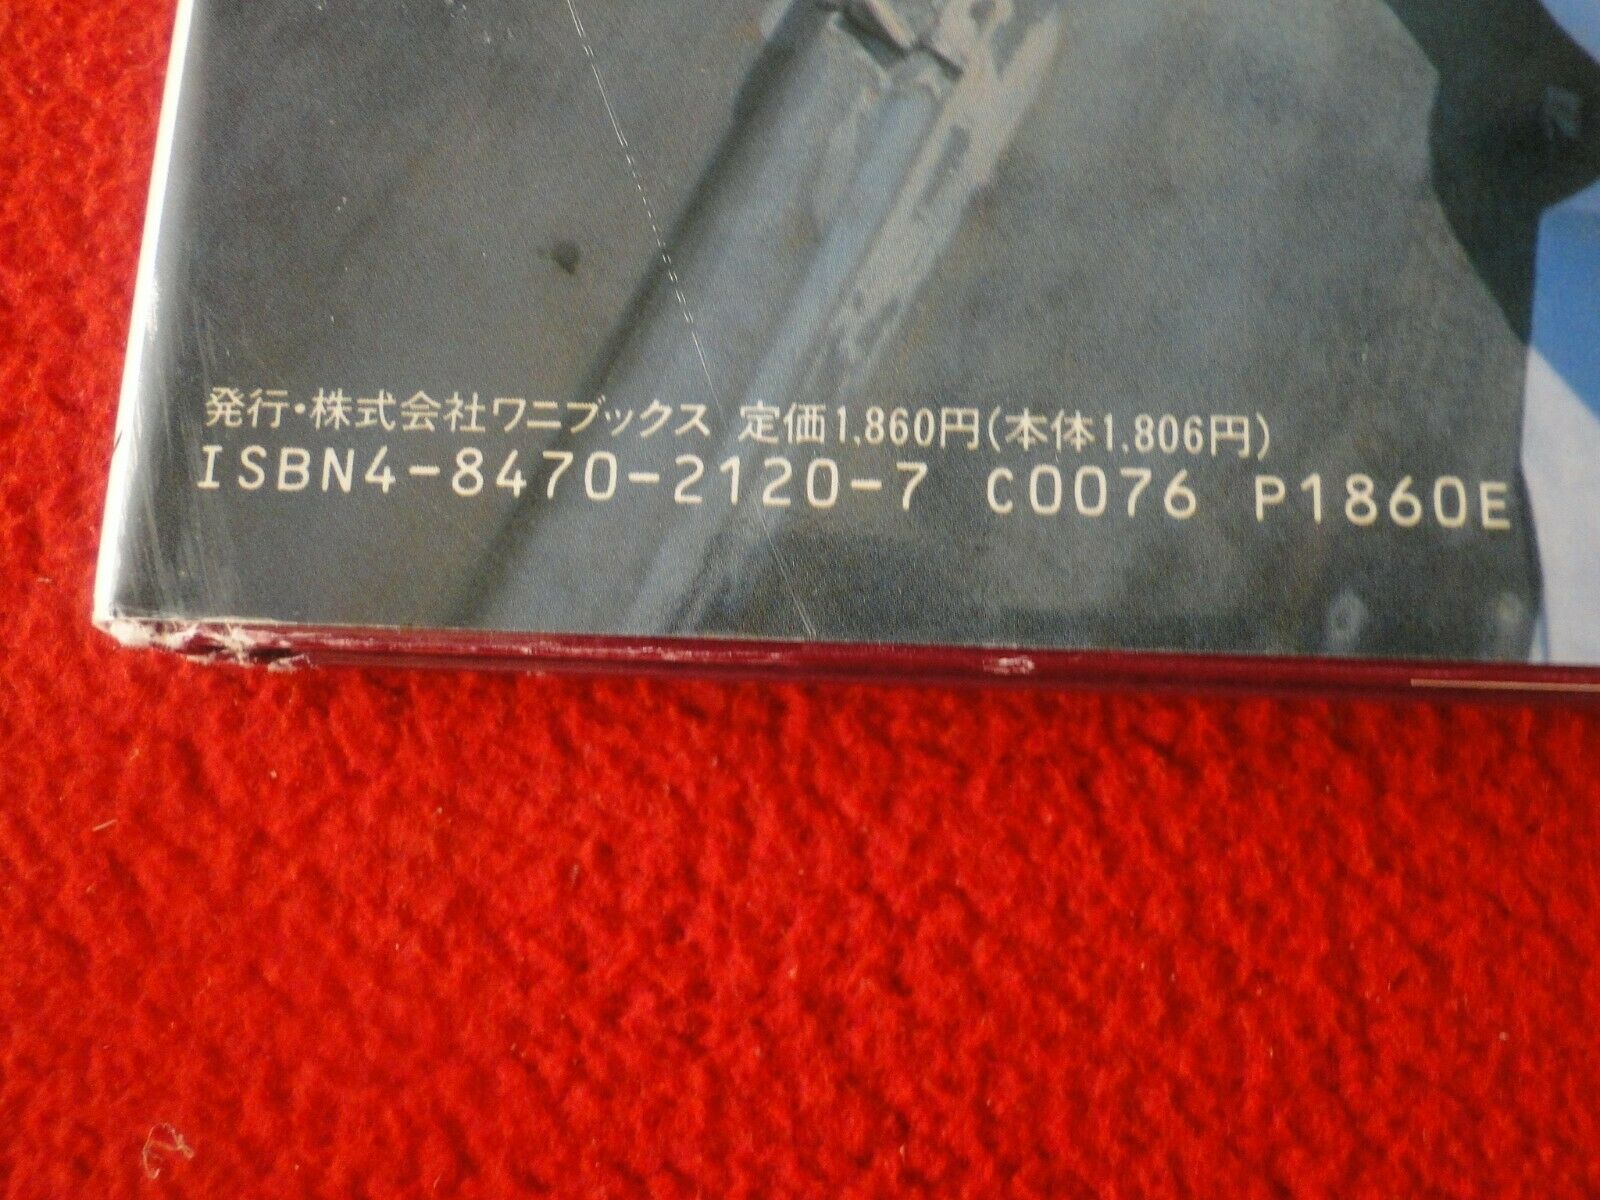 発行・株式会社ワニブックス 定価1,860円(本体1,806円)
ISBN4-8470-2120-7 C0076 P1860E